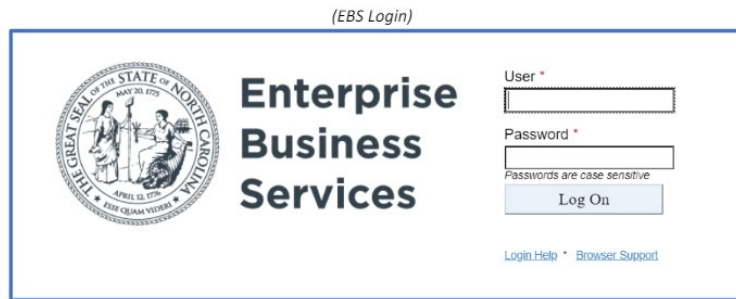 (EBS Login)
THE GREAT SEAL OF THE STATE OF NORTH CAROLINA
MAY 20, 1775
APRIL 12, 1776
ESSE QUAM VIDERI
Enterprise
Business
Services
User *
Password *
Passwords are case sensitive
Log On
Login Help * Browser Support